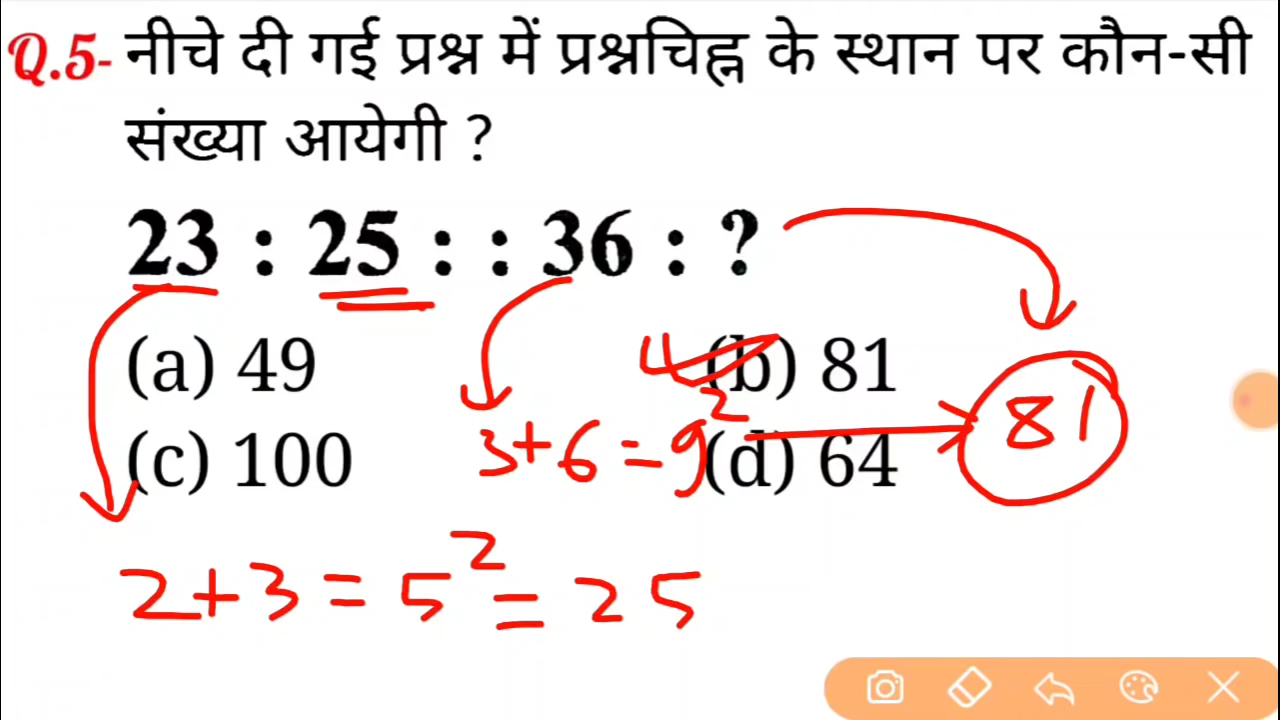 Q.5- नीचे दी गई प्रश्न में प्रश्नचिह्न के स्थान पर कौन-सी
संख्या आयेगी ?
23 : 25 : : 36 : ?
(a) 49 (b) 81
(c) 100 (d) 64
3+6=9² 81
2+3=5²=25